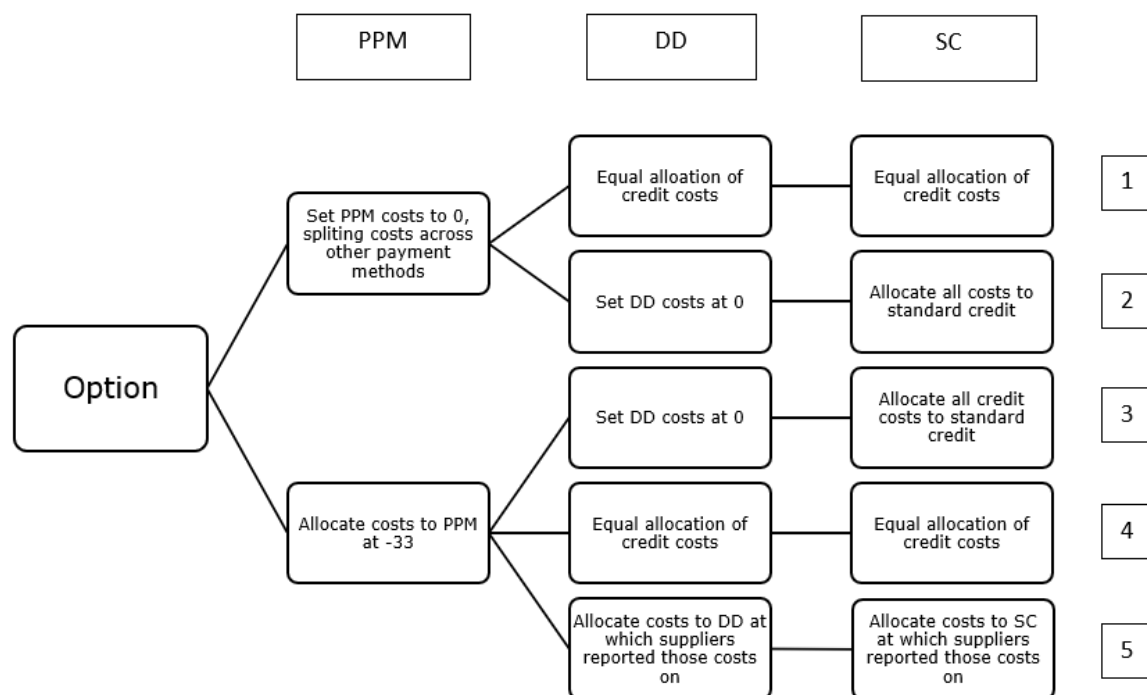 PPM
DD
SC
Equal alloation of
credit costs
Equal allocation of
credit costs
1
Set PPM costs to 0,
spliting costs across
other payment
methods
Set DD costs at 0
Allocate all costs to
standard credit
2
Option
Set DD costs at 0
Allocate all credit
costs to standard
credit
3
Allocate costs to PPM
at -33
Equal allocation of
credit costs
Equal allocation of
credit costs
4
Allocate costs to DD at
which suppliers
reported those costs
on
Allocate costs to SC
at which suppliers
reported those costs
on
5